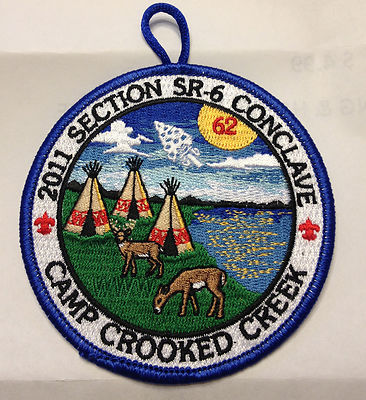 2011 SECTION SR-6 CONCLAVE
62
CAMP CROOKED CREEK